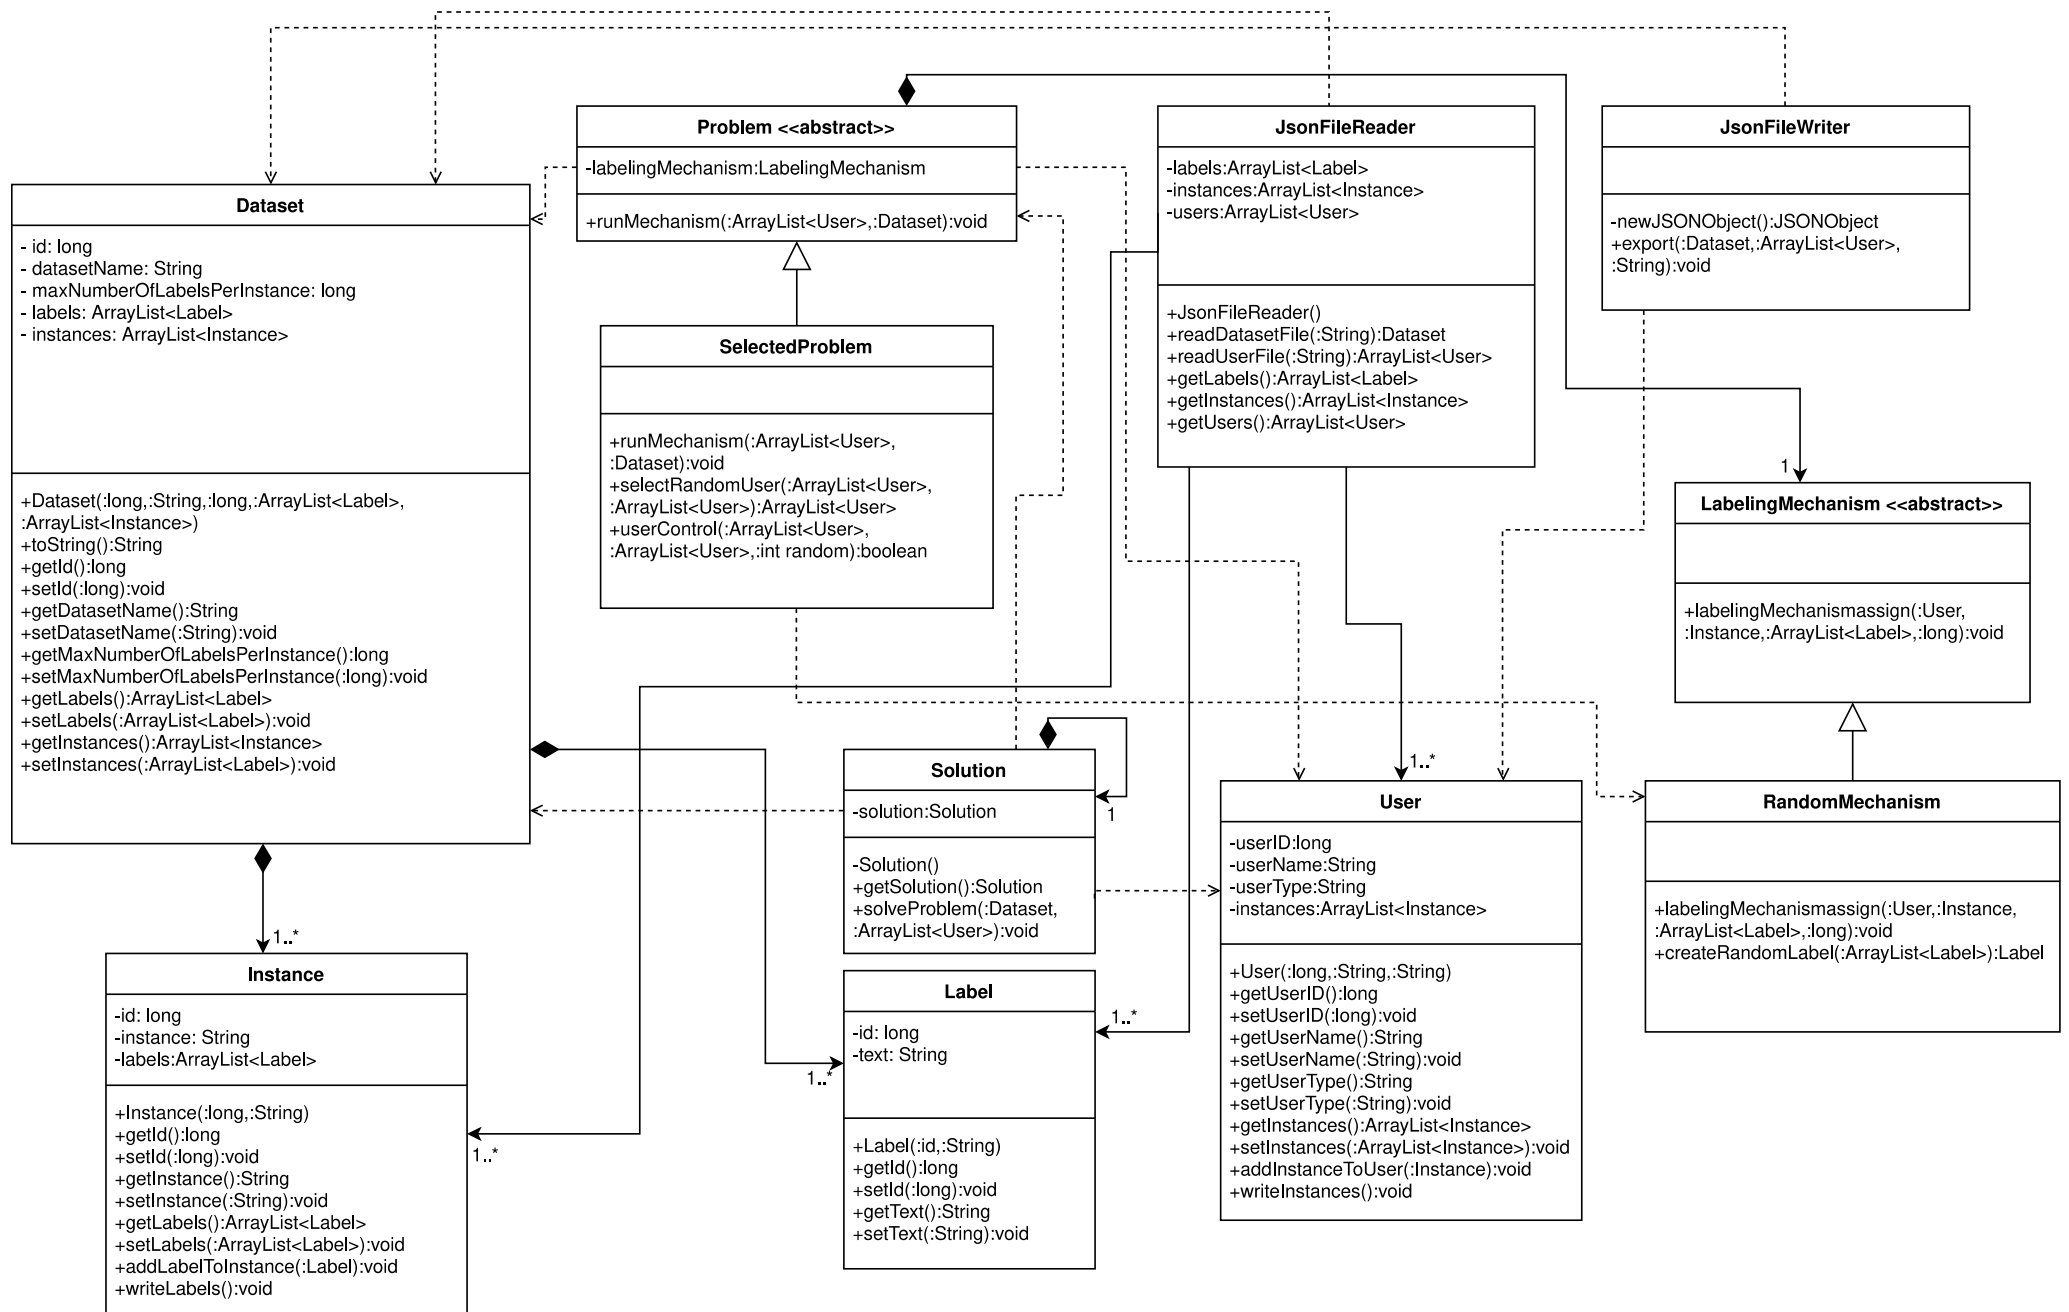 Problem <<abstract>>
-labelingMechanism:LabelingMechanism
+runMechanism(:ArrayList<User>,:Dataset):void
JsonFileReader
-labels:ArrayList<Label>
-instances:ArrayList<Instance>
-users:ArrayList<User>
+JsonFileReader()
+readDatasetFile(:String):Dataset
+readUserFile(:String):ArrayList<User>
+getLabels():ArrayList<Label>
+getInstances():ArrayList<Instance>
+getUsers():ArrayList<User>
JsonFileWriter
-newJSONObject():JSONObject
+export(:Dataset,:ArrayList<User>,
:String):void
Dataset
- id: long
- datasetName: String
- maxNumberOfLabelsPerInstance: long
- labels: ArrayList<Label>
- instances: ArrayList<Instance>
+Dataset(:long,:String,:long,:ArrayList<Label>,
:ArrayList<Instance>)
+toString():String
+getId():long
+setId(:long):void
+getDatasetName():String
+setDatasetName(:String):void
+getMaxNumberOfLabelsPerInstance():long
+setMaxNumberOfLabelsPerInstance(:long):void
+getLabels():ArrayList<Label>
+setLabels(:ArrayList<Label>):void
+getInstances():ArrayList<Instance>
+setInstances(:ArrayList<Label>):void
SelectedProblem
+runMechanism(:ArrayList<User>,
:Dataset):void
+selectRandomUser(:ArrayList<User>,
:ArrayList<User>):ArrayList<User>
+userControl(:ArrayList<User>,
:ArrayList<User>,:int random):boolean
1
LabelingMechanism <<abstract>>
+labelingMechanismassign(:User,
:Instance,:ArrayList<Label>,:long):void
Solution
-solution:Solution
-Solution()
+getSolution():Solution
+solveProblem(:Dataset,
:ArrayList<User>):void
1
1..*
User
-userID:long
-userName:String
-userType:String
-instances:ArrayList<Instance>
+User(:long,:String,:String)
+getUserID():long
+setUserID(:long):void
+getUserName():String
+setUserName(:String):void
+getUserType():String
+setUserType(:String):void
+getInstances():ArrayList<Instance>
+setInstances(:ArrayList<Instance>):void
+addInstanceToUser(:Instance):void
+writeInstances():void
RandomMechanism
+labelingMechanismassign(:User,:Instance,
:ArrayList<Label>,:long):void
+createRandomLabel(:ArrayList<Label>):Label
1..*
Instance
-id: long
-instance: String
-labels:ArrayList<Label>
+Instance(:long,:String)
+getId():long
+setId(:long):void
+getInstance():String
+setInstance(:String):void
+getLabels():ArrayList<Label>
+setLabels(:ArrayList<Label>):void
+addLabelToInstance(:Label):void
+writeLabels():void
1..*
Label
-id: long
-text: String
+Label(:id,:String)
+getId():long
+setId(:long):void
+getText():String
+setText(:String):void
1..*
1..*